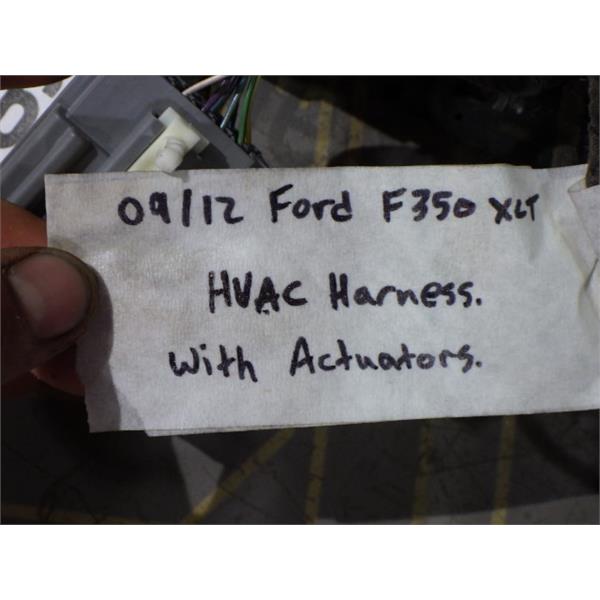 09/12 Ford F350 XLT
HVAC Harness.
With Actuators.